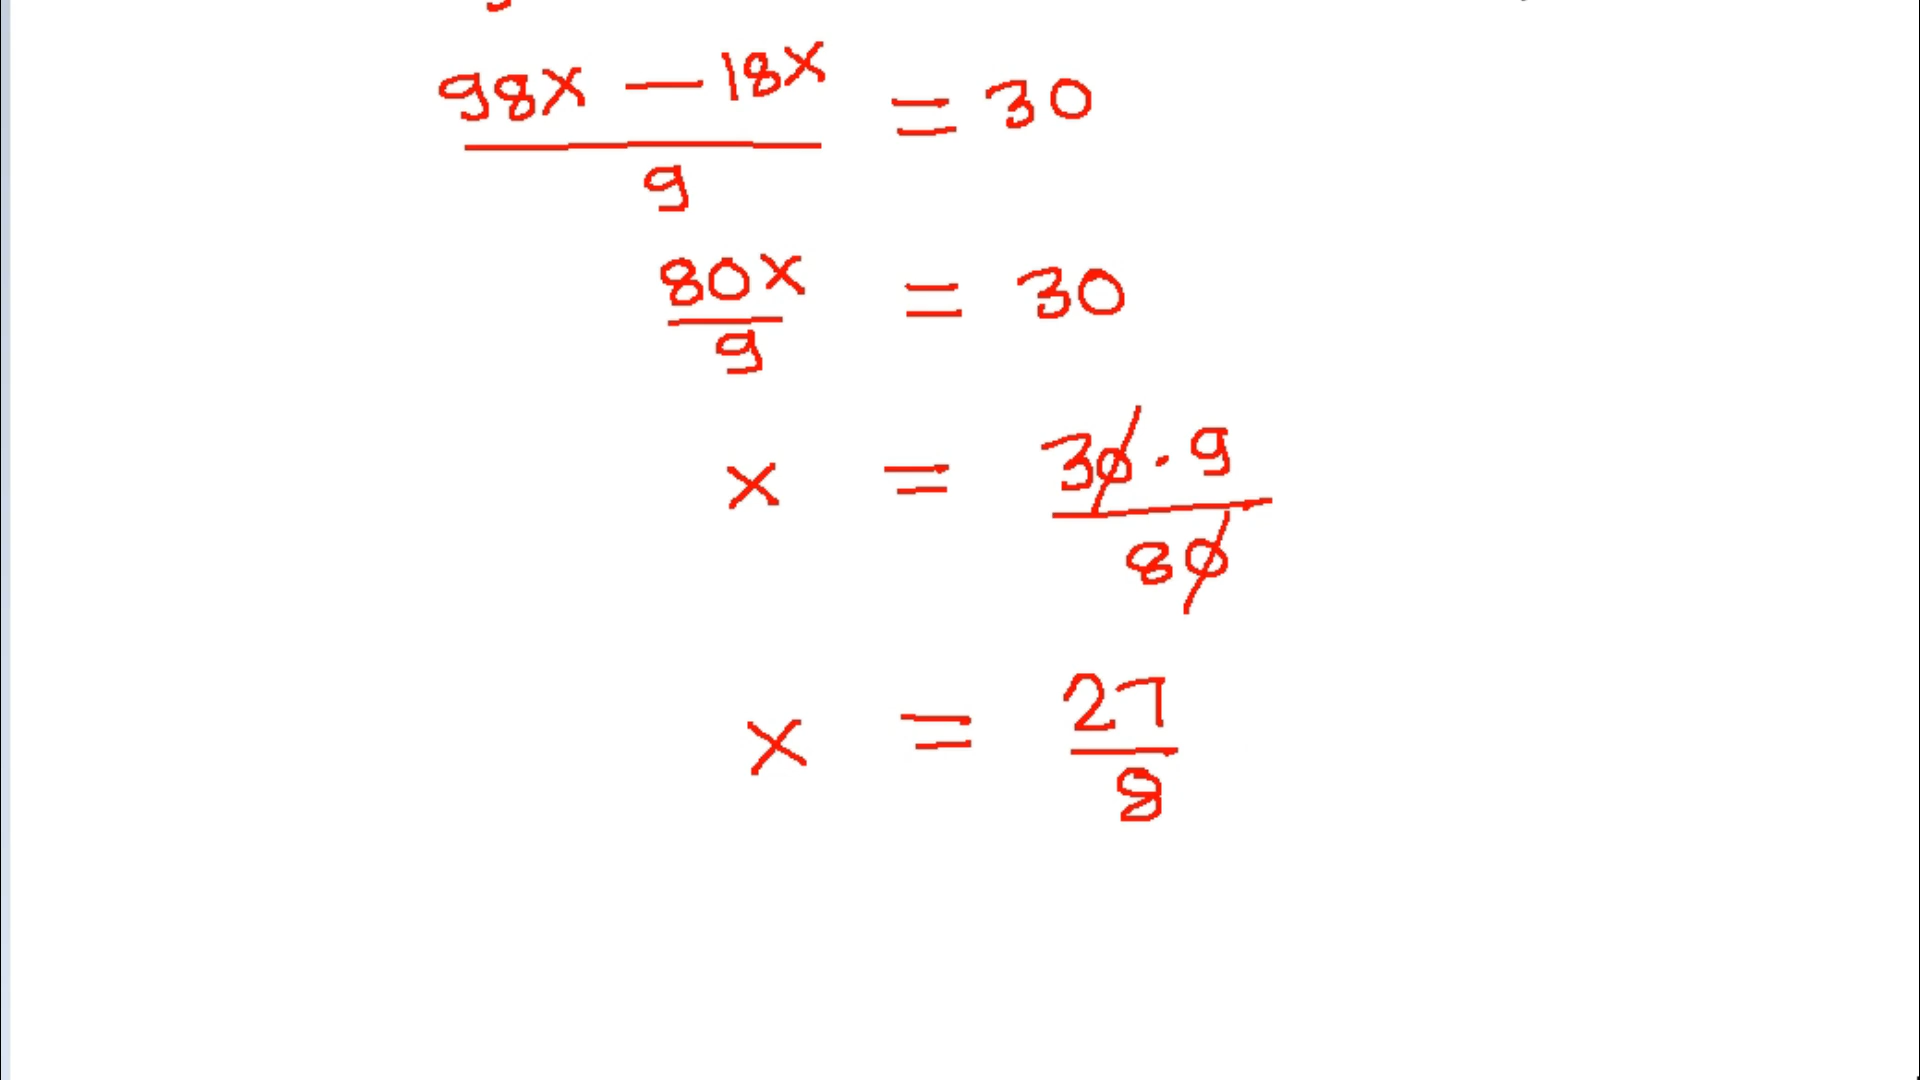 98x — 18x / 9 = 30
80x / 9 = 30
x = 30 . 9 / 80
x = 27 / 8